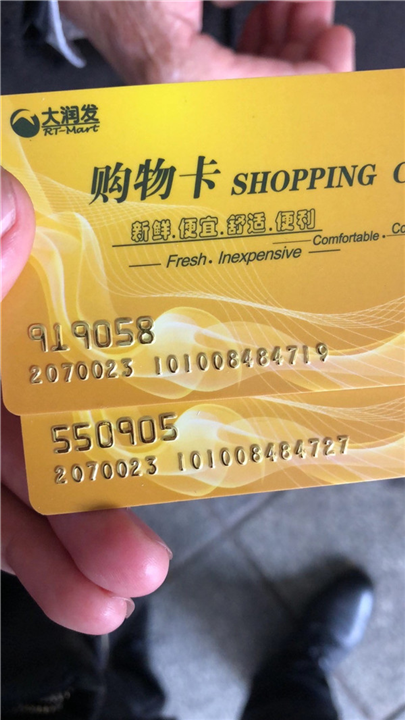 大润发
RT-Mart
购物卡 SHOPPING C
新鲜.便宜.舒适.便利
Fresh. Inexpensive
Comfortable. Co
919058
2070023 101008484719
550905
2070023 101008484727